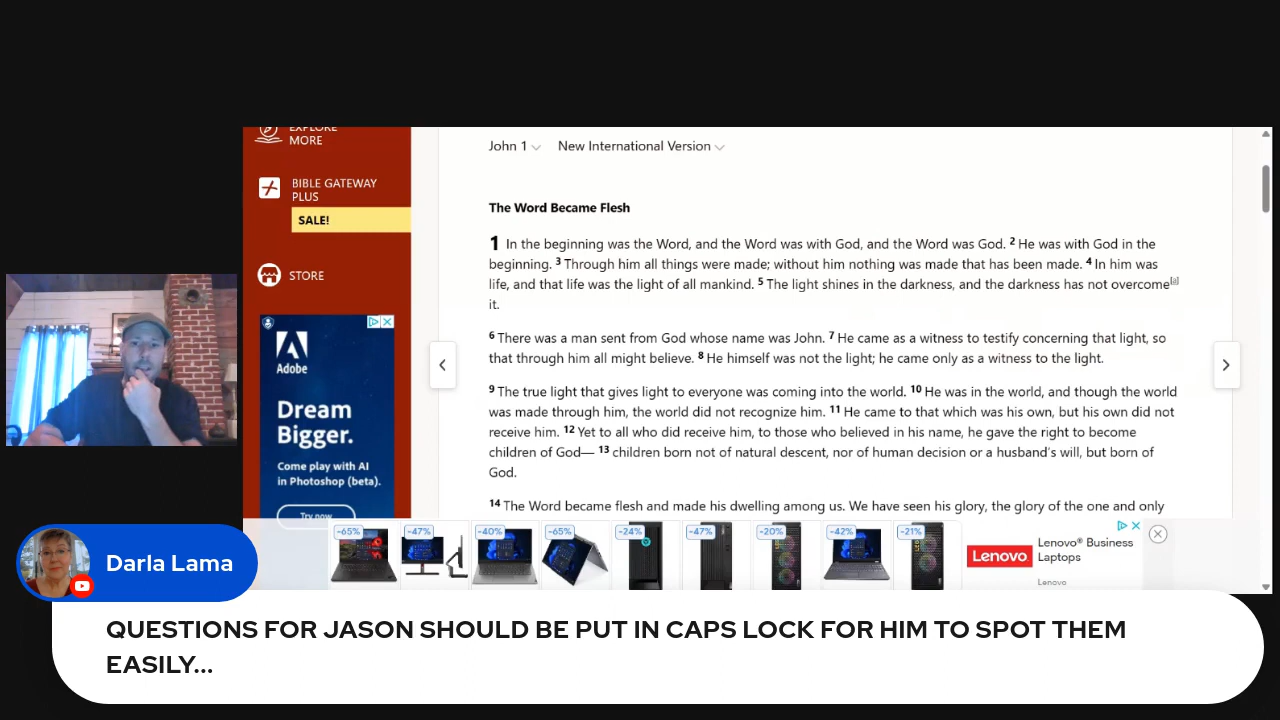 EXPLORE
MORE
BIBLE GATEWAY
PLUS
SALE!
STORE
Adobe
Dream
Bigger.
Come play with AI
in Photoshop (beta).
Try now
John 1 New International Version
The Word Became Flesh
1 In the beginning was the Word, and the Word was with God, and the Word was God. 2 He was with God in the
beginning. 3 Through him all things were made; without him nothing was made that has been made. 4 In him was
life, and that life was the light of all mankind. 5 The light shines in the darkness, and the darkness has not overcome[a]
it.
6 There was a man sent from God whose name was John. 7 He came as a witness to testify concerning that light, so
that through him all might believe. 8 He himself was not the light; he came only as a witness to the light.
9 The true light that gives light to everyone was coming into the world. 10 He was in the world, and though the world
was made through him, the world did not recognize him. 11 He came to that which was his own, but his own did not
receive him. 12 Yet to all who did receive him, to those who believed in his name, he gave the right to become
children of God— 13 children born not of natural descent, nor of human decision or a husband's will, but born of
God.
14 The Word became flesh and made his dwelling among us. We have seen his glory, the glory of the one and only
-65% -47% -40% -65% -24% -47% -20% -42% -21%
Lenovo
Lenovo® Business
Laptops
Lenovo
Darla Lama
QUESTIONS FOR JASON SHOULD BE PUT IN CAPS LOCK FOR HIM TO SPOT THEM
EASILY...